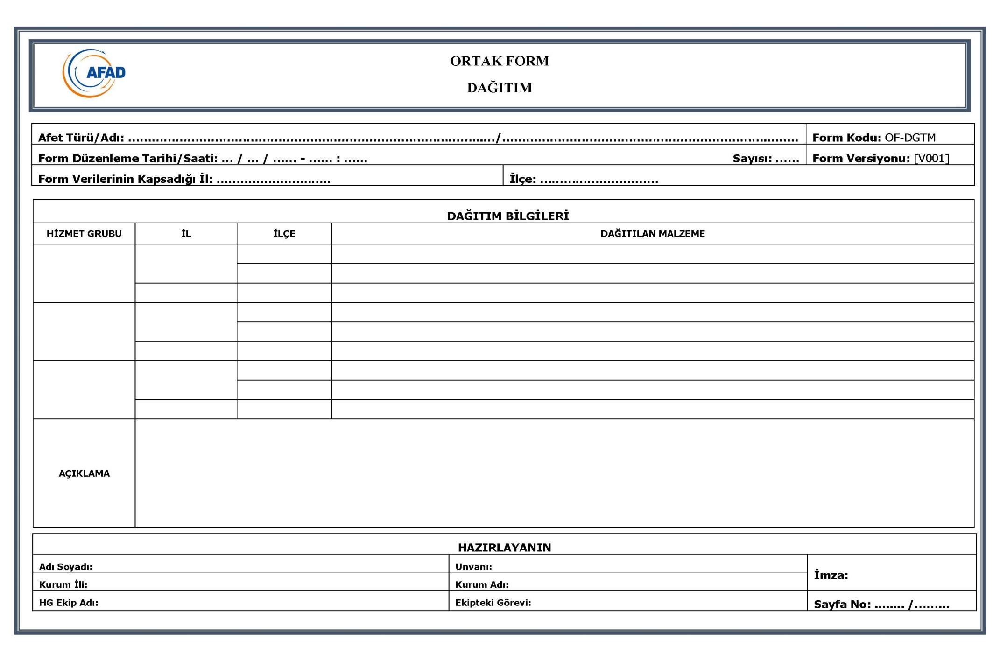 AFAD
ORTAK FORM
DAĞITIM
Afet Türü/Adı: ........................................................................................../........................................................................... Form Kodu: OF-DGTM
Form Düzenleme Tarihi/Saati: ... / ... / ...... - ...... : ...... Sayısı: ...... Form Versiyonu: [V001]
Form Verilerinin Kapsadığı İl: ............................. İlçe: ..............................
DAĞITIM BİLGİLERİ
HİZMET GRUBU İL İLÇE DAĞITILAN MALZEME
AÇIKLAMA
HAZIRLAYANIN
Adı Soyadı: Unvanı:
İmza:
Kurum İli: Kurum Adı:
HG Ekip Adı: Ekipteki Görevi: Sayfa No: ........ /.........